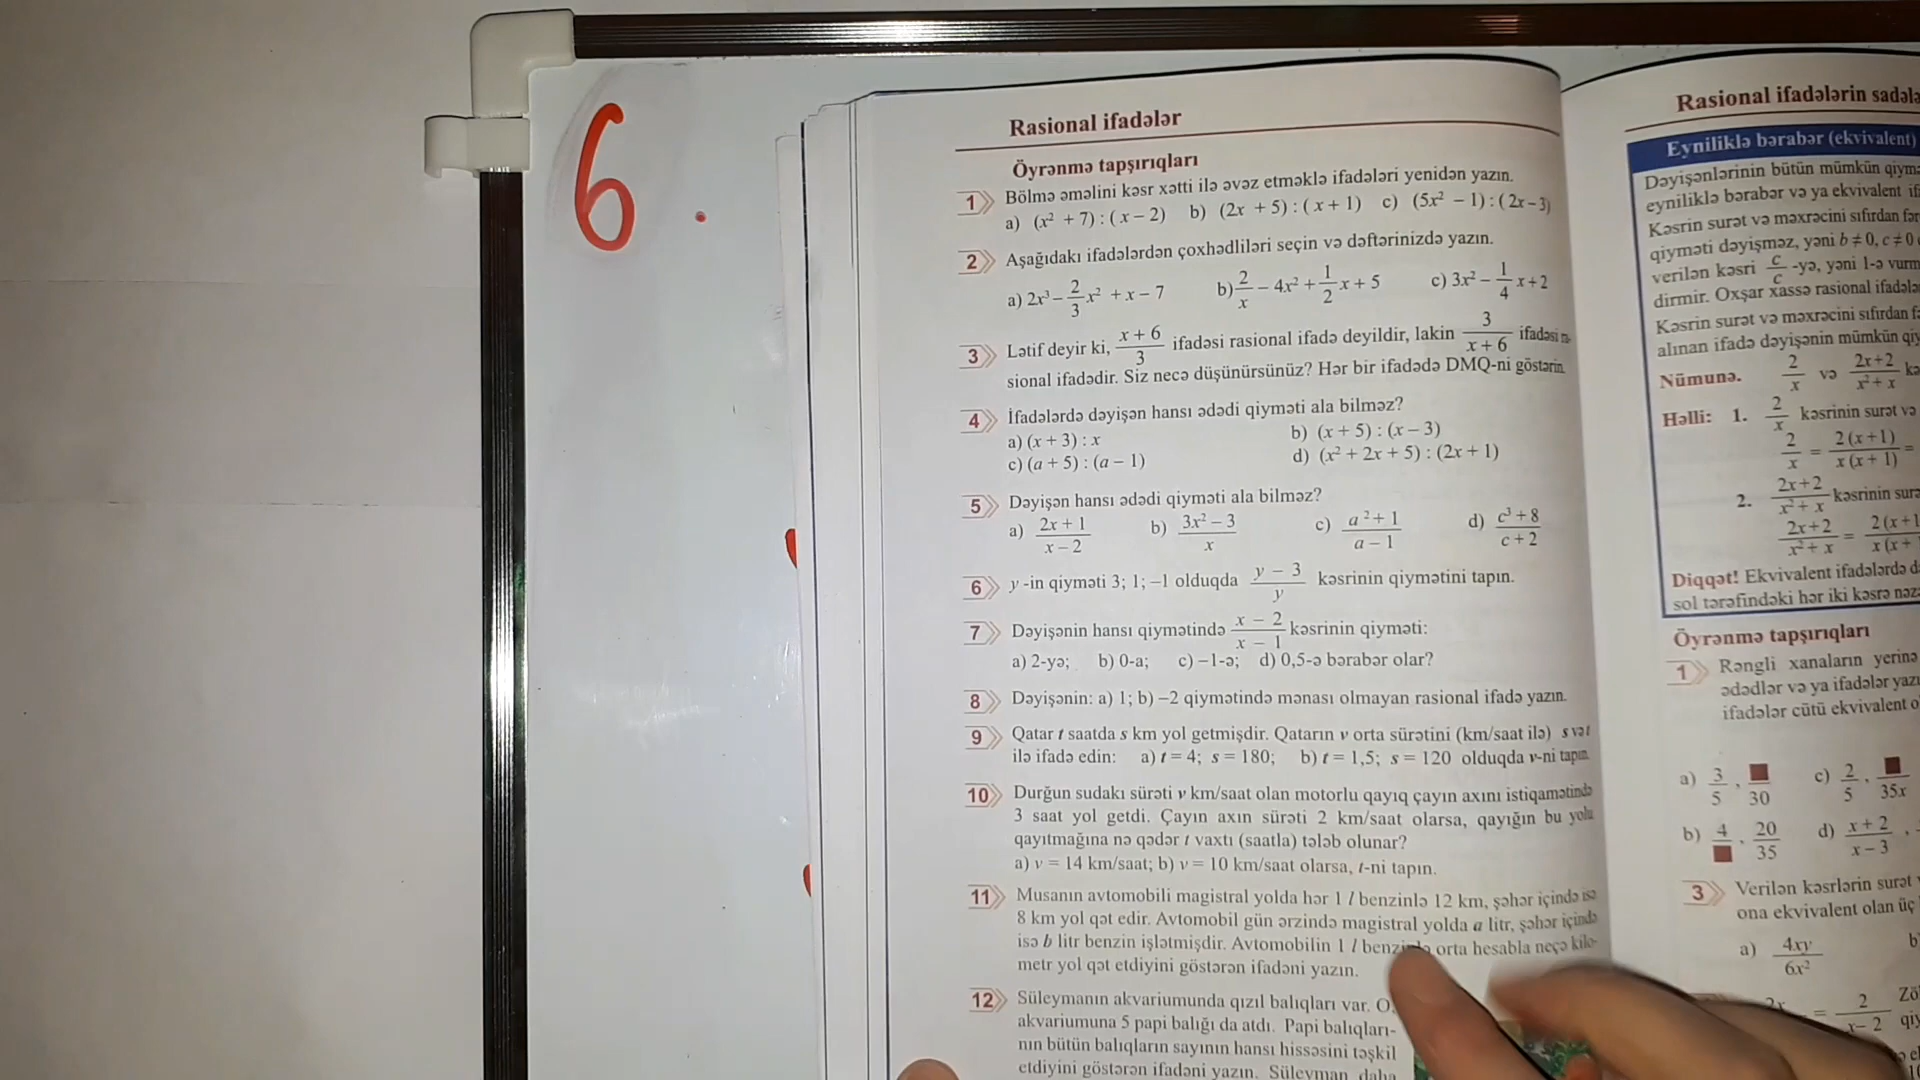 6.
Rasional ifadələr
Öyrənmə tapşırıqları
1 Bölmə əməlini kəsr xətti ilə əvəz etməklə ifadələri yenidən yazın.
a) (x² + 7) : (x – 2) b) (2x + 5) : (x + 1) c) (5x² – 1) : (2x – 3)
2 Aşağıdakı ifadələrdən çoxhədliləri seçin və dəftərinizdə yazın.
a) 2x³ – 2/3 x² + x – 7 b) 2/x – 4x² + 1/2 x + 5 c) 3x² – 1/4 x + 2
3 Lətif deyir ki, (x + 6)/3 ifadəsi rasional ifadə deyildir, lakin 3/(x + 6) ifadəsi
sional ifadədir. Siz necə düşünürsünüz? Hər bir ifadədə DMQ-ni göstərin.
4 İfadələrdə dəyişən hansı ədədi qiyməti ala bilməz?
a) (x + 3) : x b) (x + 5) : (x – 3)
c) (a + 5) : (a – 1) d) (x² + 2x + 5) : (2x + 1)
5 Dəyişən hansı ədədi qiyməti ala bilməz?
a) (2x + 1)/(x – 2) b) (3x² – 3)/x c) (a² + 1)/(a – 1) d) (c³ + 8)/(c + 2)
6 y -in qiyməti 3; 1; –1 olduqda (y – 3)/y kəsrinin qiymətini tapın.
7 Dəyişənin hansı qiymətində (x – 2)/(x – 1) kəsrinin qiyməti:
a) 2-yə; b) 0-a; c) –1-ə; d) 0,5-ə bərabər olar?
8 Dəyişənin: a) 1; b) –2 qiymətində mənası olmayan rasional ifadə yazın.
9 Qatar t saatda s km yol getmişdir. Qatarın v orta sürətini (km/saat ilə) s və t
ilə ifadə edin: a) t = 4; s = 180; b) t = 1,5; s = 120 olduqda v-ni tapın.
10 Durğun sudakı sürəti v km/saat olan motorlu qayıq çayın axını istiqamətində
3 saat yol getdi. Çayın axın sürəti 2 km/saat olarsa, qayığın bu yolu
qayıtmağına nə qədər t vaxtı (saatla) tələb olunar?
a) v = 14 km/saat; b) v = 10 km/saat olarsa, t-ni tapın.
11 Musanın avtomobili magistral yolda hər 1 l benzinlə 12 km, şəhər içində isə
8 km yol qət edir. Avtomobil gün ərzində magistral yolda a litr, şəhər içində
isə b litr benzin işlətmişdir. Avtomobilin 1 l benzinlə orta hesabla neçə kilo-
metr yol qət etdiyini göstərən ifadəni yazın.
12 Süleymanın akvariumunda qızıl balıqları var. O,
akvariumuna 5 papi balığı da atdı. Papi balıqları-
nın bütün balıqların sayının hansı hissəsini təşkil
etdiyini göstərən ifadəni yazın. Süleyman daha
Rasional ifadələrin
Eyniliklə bərabər (ekvivalent)
Dəyişənlərinin bütün mümkün
eyniliklə bərabər və ya ekvivalent
Kəsrin surət və məxrəcini sıfırdan
qiyməti dəyişməz, yəni b ≠ 0, c ≠ 0
verilən kəsri c/c -yə, yəni 1-ə
dirmir. Oxşar xassə rasional
Kəsrin surət və məxrəcini sıfırdan
alınan ifadə dəyişənin mümkün
Nümunə. 2/x və (2x+2)/(x²+x)
Həlli: 1. 2/x kəsrinin surət və
2/x = 2(x+1)/x(x+1) =
2. (2x+2)/(x²+x) kəsrinin
(2x+2)/(x²+x) =
Diqqət! Ekvivalent ifadələrdə
sol tərəfindəki hər iki kəsrə
Öyrənmə tapşırıqları
1 Rəngli xanaların yerinə
ədədlər və ya ifadələr
ifadələr cütü ekvivalent
a) 3/5 , ■/30 c) 2/5 , ■/35x
b) 4/■ , 20/35 d) (x + 2)/(x – 3) ,
3 Verilən kəsrlərin surət
ona ekvivalent olan üç
a) 4xy/6x² b
= 2/(x – 2)